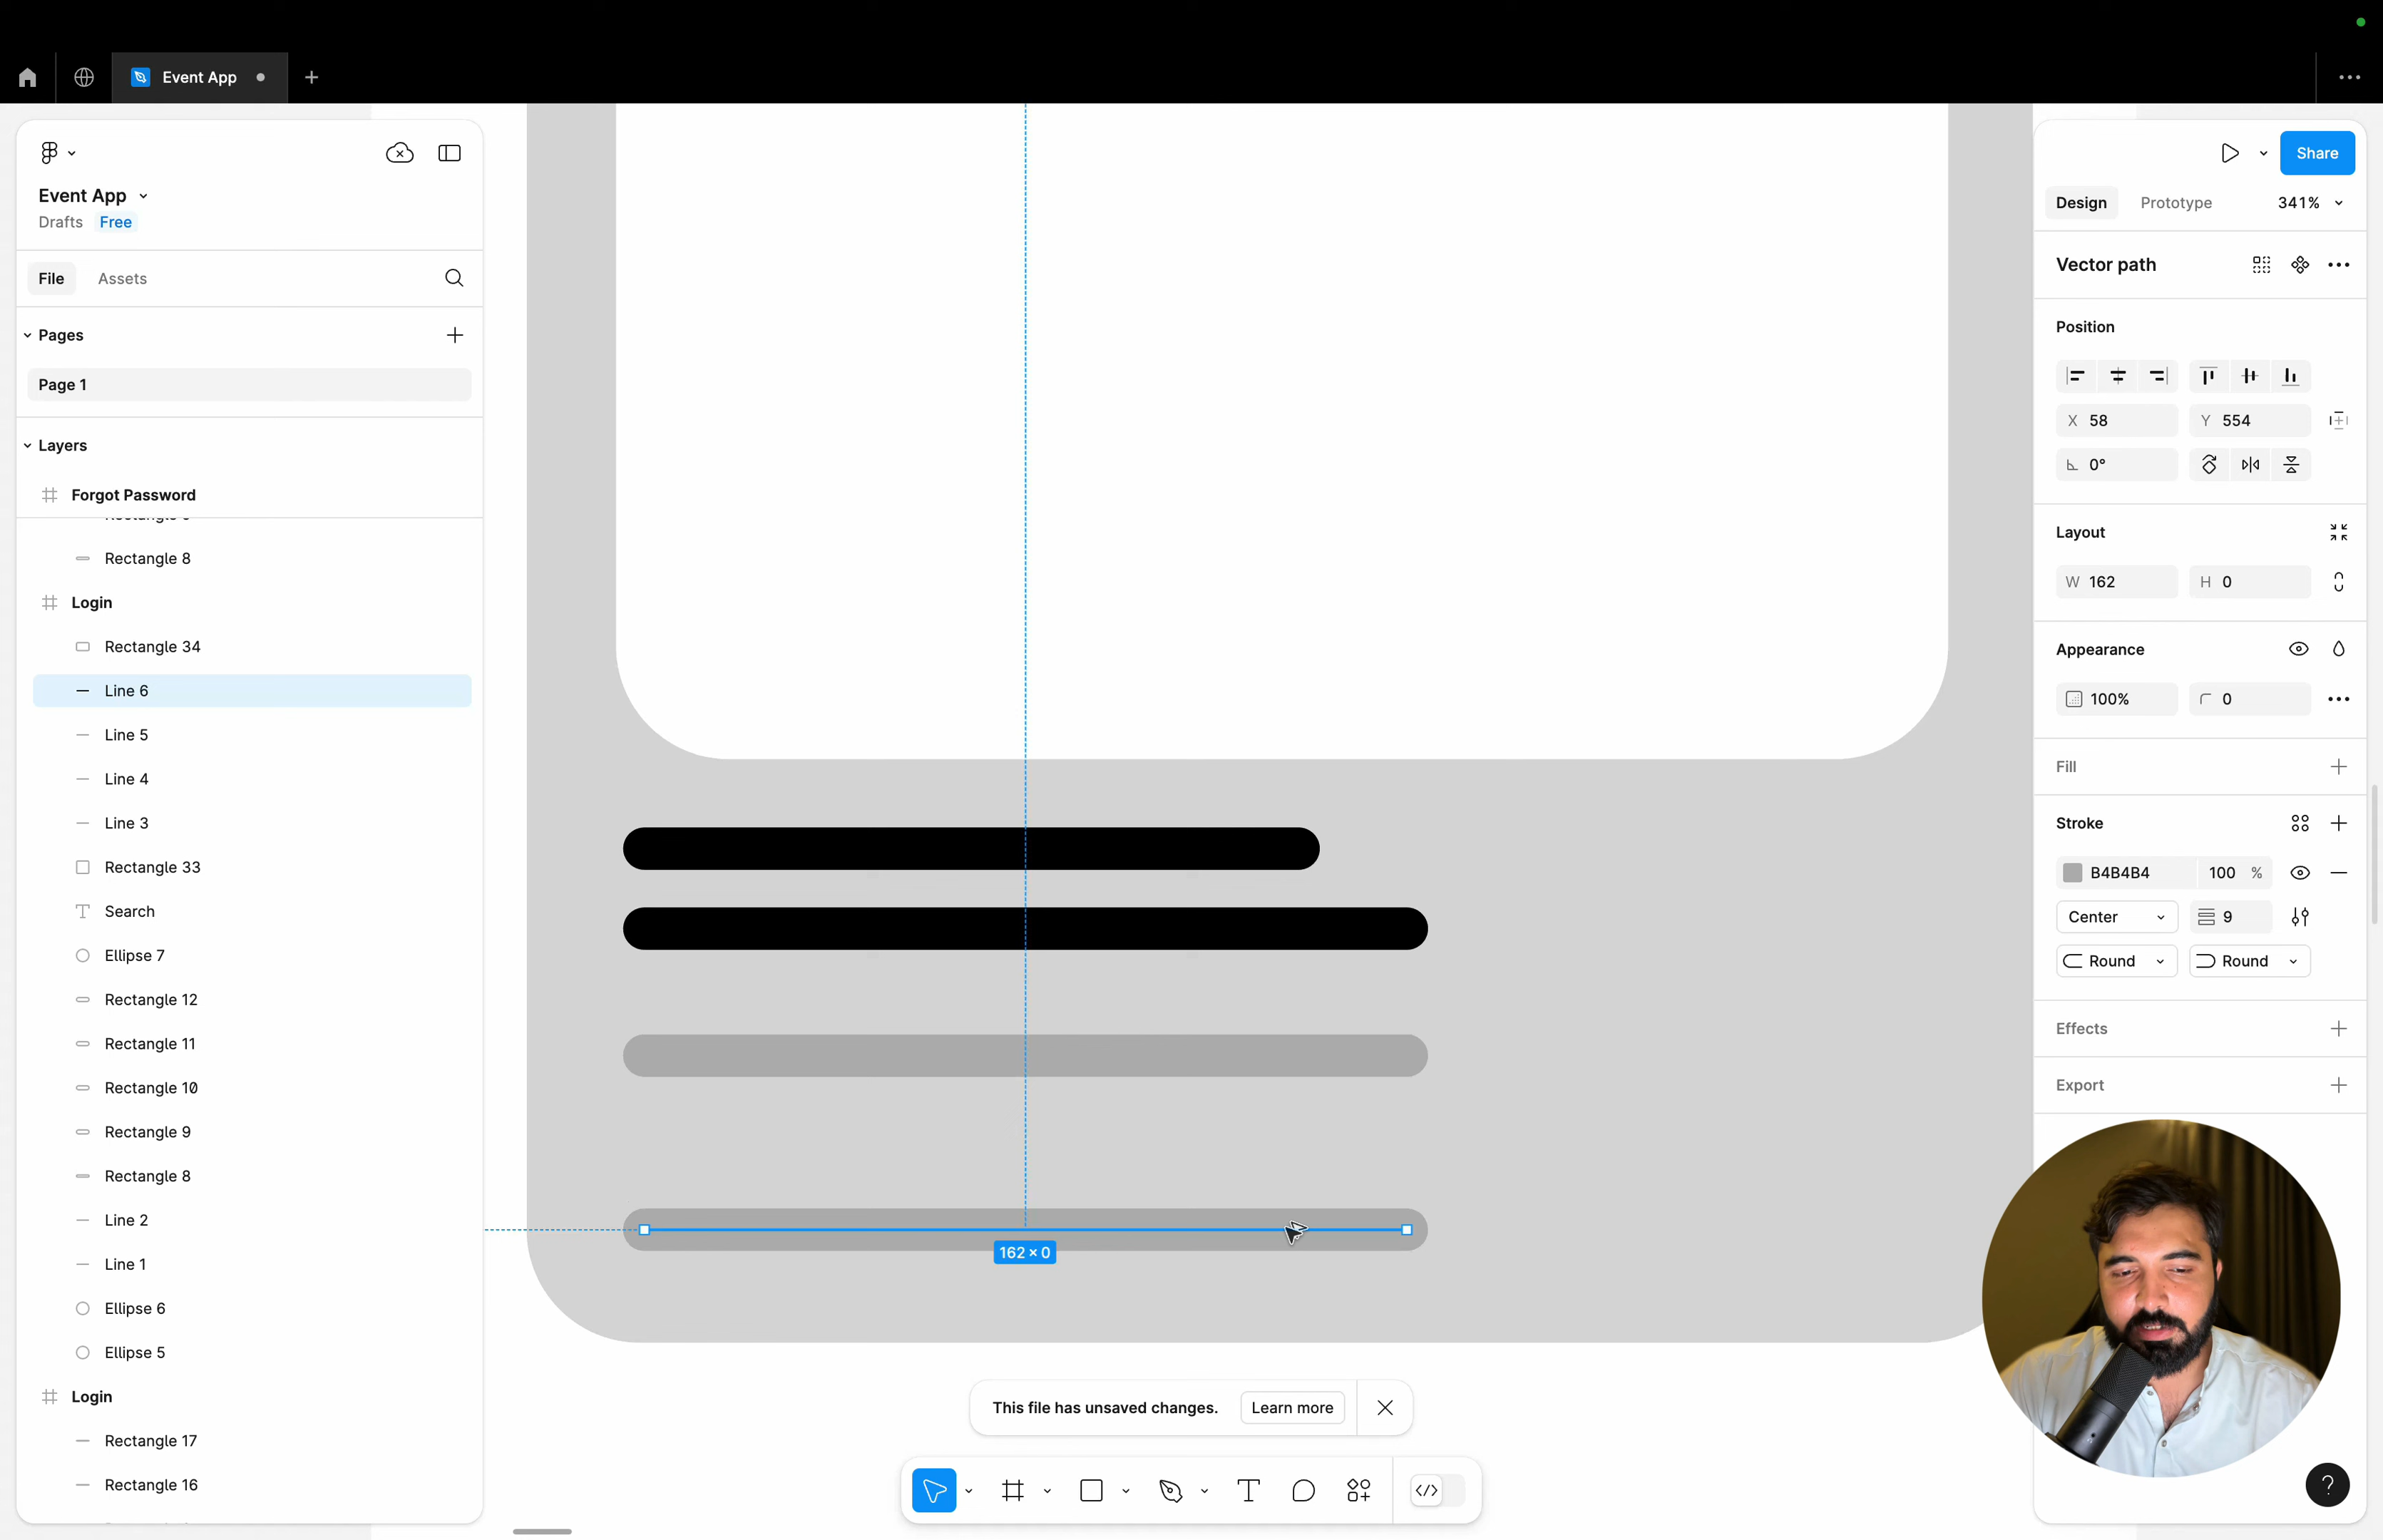 Event App
Event App
Drafts Free
File Assets
Pages
Page 1
Layers
Forgot Password
Rectangle 8
Login
Rectangle 34
Line 6
Line 5
Line 4
Line 3
Rectangle 33
Search
Ellipse 7
Rectangle 12
Rectangle 11
Rectangle 10
Rectangle 9
Rectangle 8
Line 2
Line 1
Ellipse 6
Ellipse 5
Login
Rectangle 17
Rectangle 16
162 × 0
This file has unsaved changes. Learn more
Share
Design Prototype 341%
Vector path
Position
X 58 Y 554
0°
Layout
W 162 H 0
Appearance
100% 0
Fill
Stroke
B4B4B4 100 %
Center 9
Round Round
Effects
Export
?